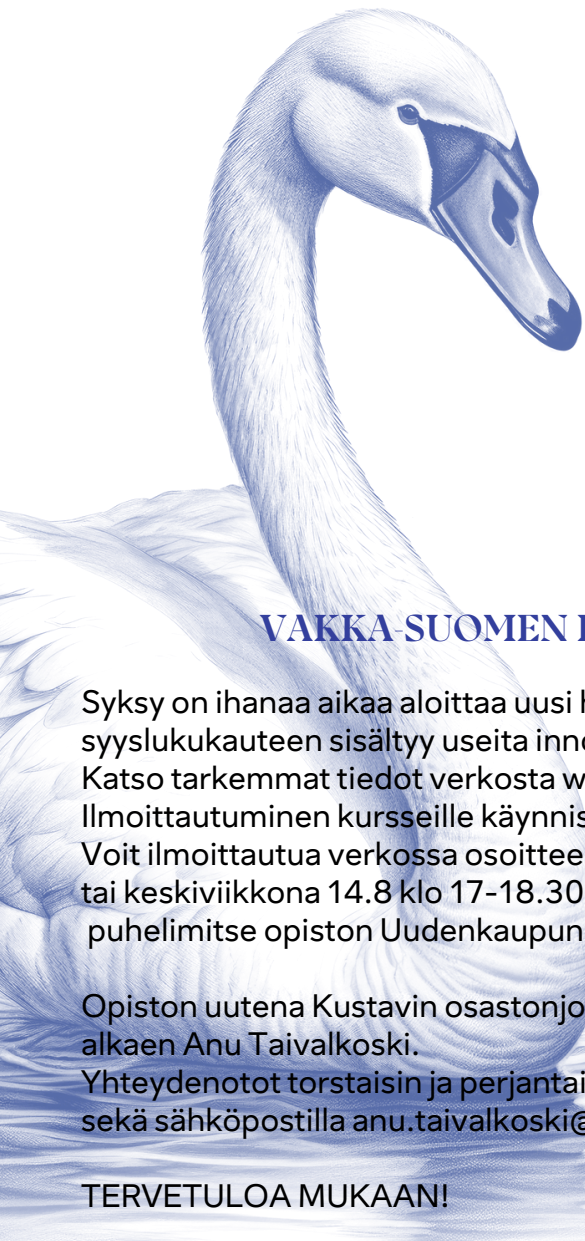 VAKKA-SUOMEN
Syksy on ihanaa aikaa aloittaa uusi
syyslukukauteen sisältyy useita
Katso tarkemmat tiedot verkosta
Ilmoittautuminen kursseille
Voit ilmoittautua verkossa
tai keskiviikkona 14.8 klo 17-18.30
puhelimitse opiston
Opiston uutena Kustavin
alkaen Anu Taivalkoski.
Yhteydenotot torstaisin ja
sekä sähköpostilla anu.taivalkoski@
TERVETULOA MUKAAN!